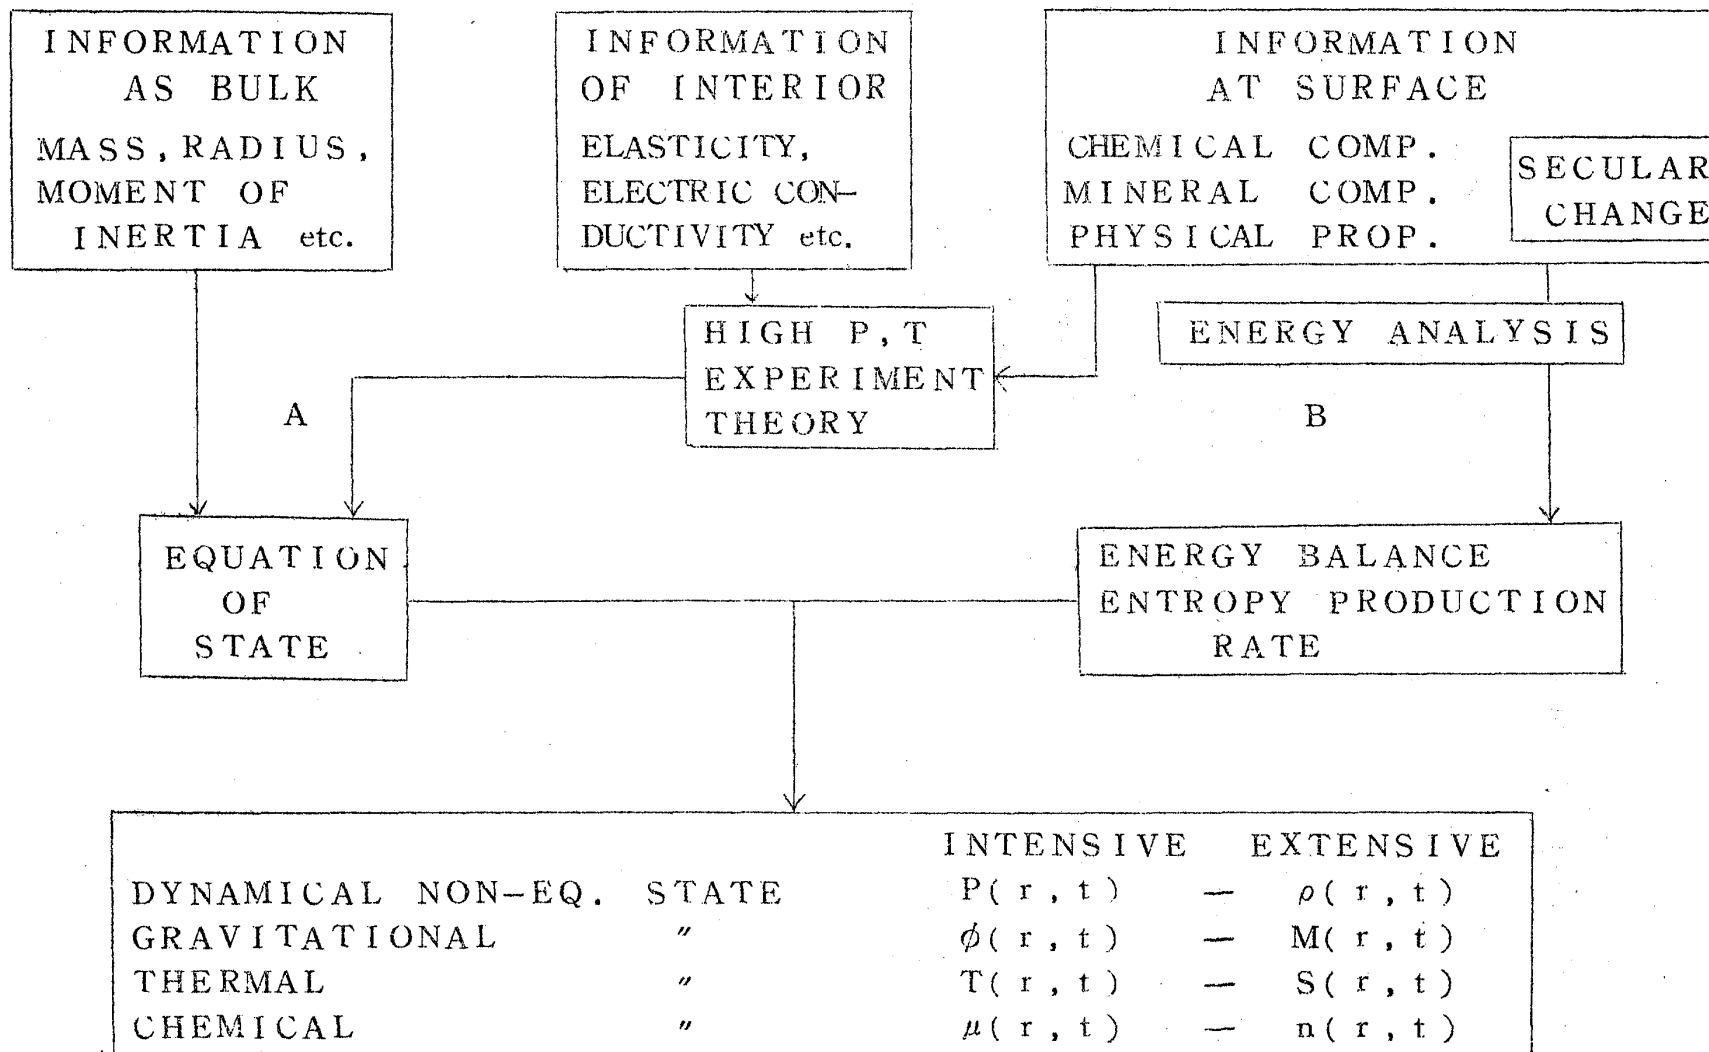 INFORMATION
AS BULK
MASS, RADIUS,
MOMENT OF
INERTIA etc.
INFORMATION
OF INTERIOR
ELASTICITY,
ELECTRIC CON-
DUCTIVITY etc.
INFORMATION
AT SURFACE
CHEMICAL COMP.
MINERAL COMP.
PHYSICAL PROP.
SECULAR
CHANGE
HIGH P,T
EXPERIMENT
THEORY
ENERGY ANALYSIS
A
B
EQUATION
OF
STATE
ENERGY BALANCE
ENTROPY PRODUCTION
RATE
INTENSIVE EXTENSIVE
DYNAMICAL NON-EQ. STATE P(r,t) — ρ(r,t)
GRAVITATIONAL 〃 ϕ(r,t) — M(r,t)
THERMAL 〃 T(r,t) — S(r,t)
CHEMICAL 〃 μ(r,t) — n(r,t)